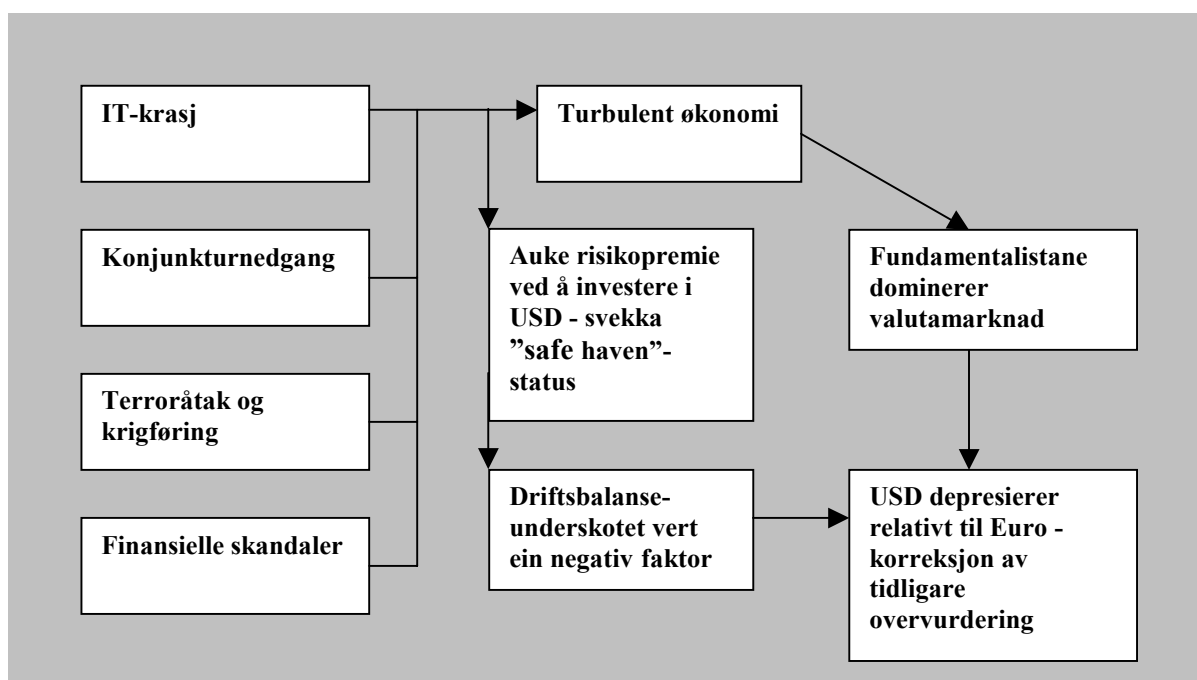 IT-krasj
Turbulent økonomi
Konjunkturnedgang
Auke risikopremie
ved å investere i
USD - svekka
”safe haven”-
status
Fundamentalistane
dominerer
valutamarknad
Terroråtak og
krigføring
Finansielle skandaler
Driftsbalanse-
underskotet vert
ein negativ faktor
USD depresierer
relativt til Euro -
korreksjon av
tidligare
overvurdering